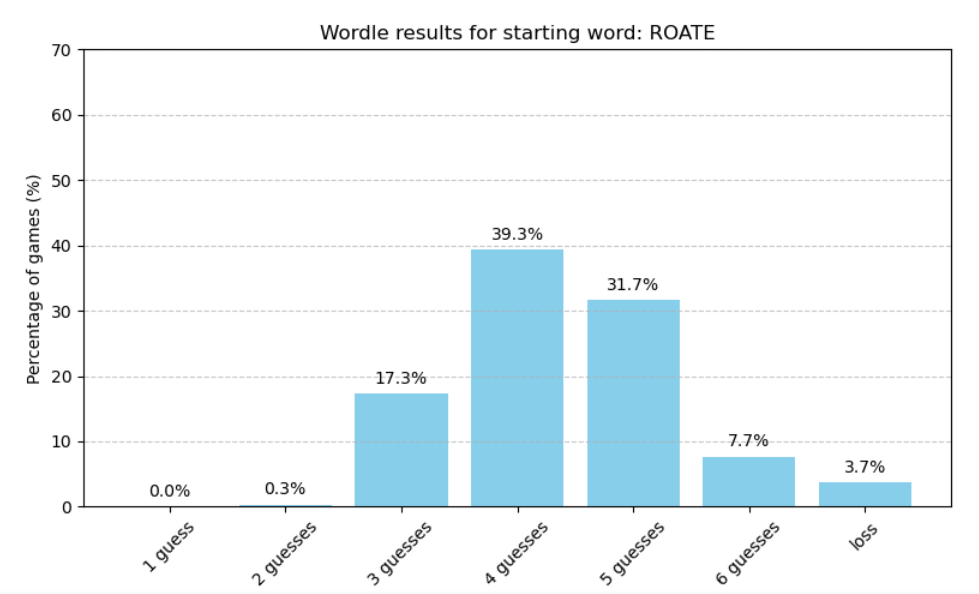 Wordle results for starting word: ROATE
Percentage of games (%)
70
60
50
40
30
20
10
0
0.0%
0.3%
17.3%
39.3%
31.7%
7.7%
3.7%
1 guess
2 guesses
3 guesses
4 guesses
5 guesses
6 guesses
loss